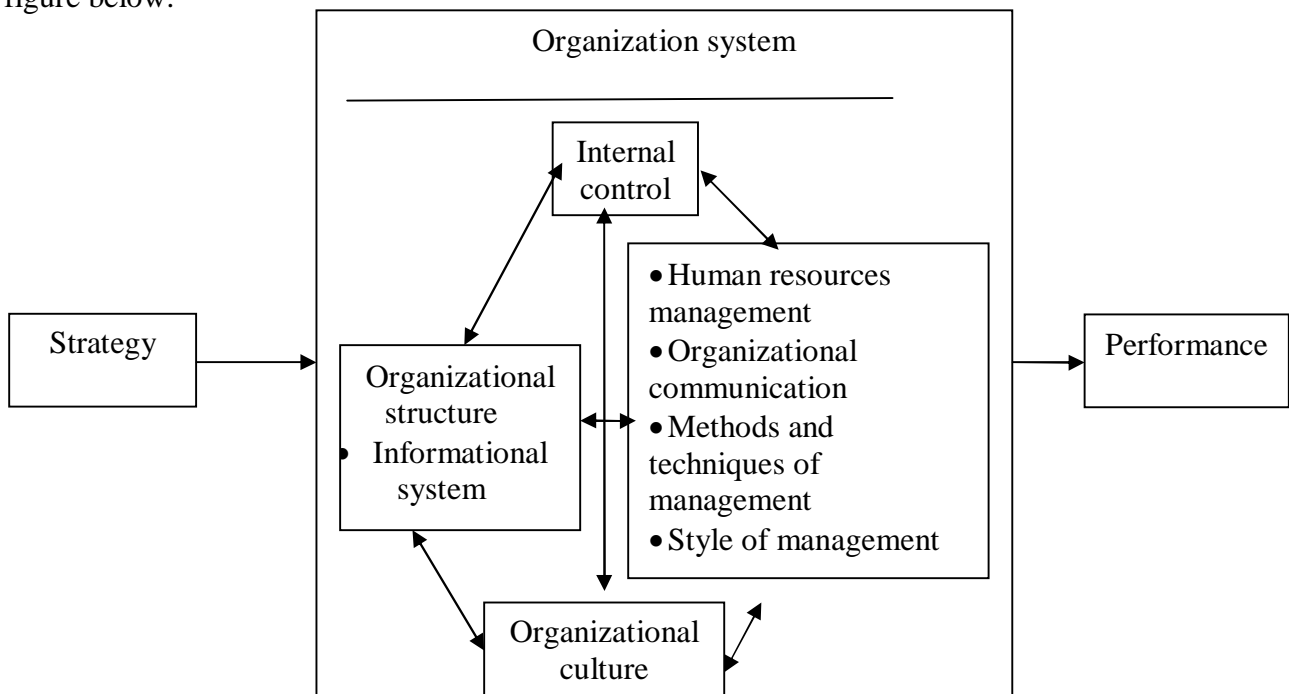 figure below:
Organization system
Internal
control
• Human resources
management
• Organizational
communication
• Methods and
techniques of
management
• Style of management
Strategy
Performance
Organizational
structure
• Informational
system
Organizational
culture